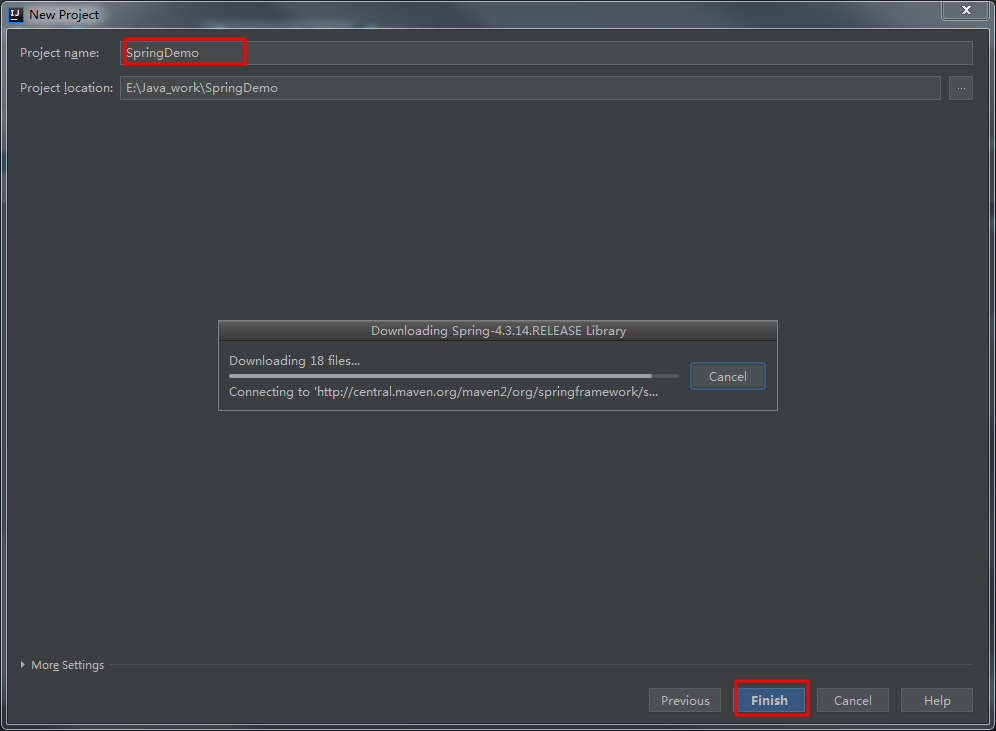 IJ New Project
Project name: SpringDemo
Project location: E:\Java_work\SpringDemo ...
Downloading Spring-4.3.14.RELEASE Library
Downloading 18 files...
Cancel
Connecting to 'http://central.maven.org/maven2/org/springframework/s...
More Settings
Previous Finish Cancel Help